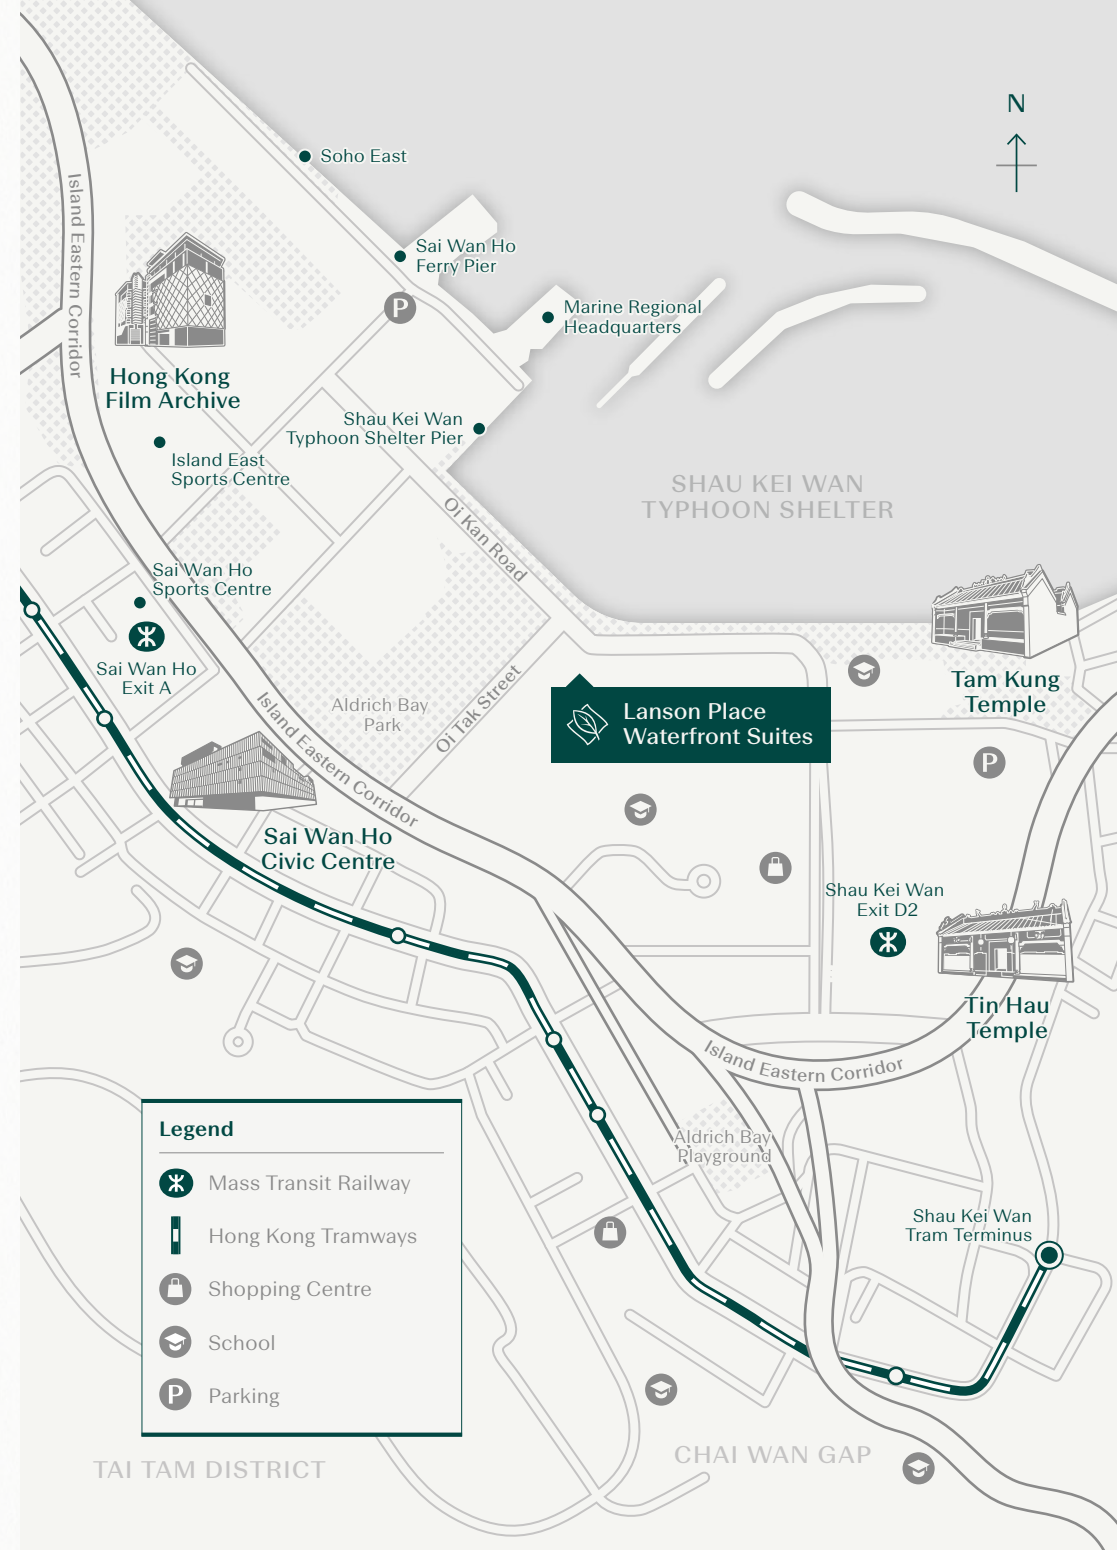 N
Soho East
Sai Wan Ho
Ferry Pier
P
Marine Regional
Headquarters
Island Eastern Corridor
Hong Kong
Film Archive
Shau Kei Wan
Typhoon Shelter Pier
Island East
Sports Centre
SHAU KEI WAN
TYPHOON SHELTER
Oi Kan Road
Sai Wan Ho
Sports Centre
Sai Wan Ho
Exit A
Aldrich Bay
Park
Oi Tak Street
Island Eastern Corridor
Lanson Place
Waterfront Suites
Tam Kung
Temple
P
Sai Wan Ho
Civic Centre
Shau Kei Wan
Exit D2
Tin Hau
Temple
Island Eastern Corridor
Aldrich Bay
Playground
Legend
Mass Transit Railway
Hong Kong Tramways
Shopping Centre
School
P
Parking
Shau Kei Wan
Tram Terminus
TAI TAM DISTRICT
CHAI WAN GAP